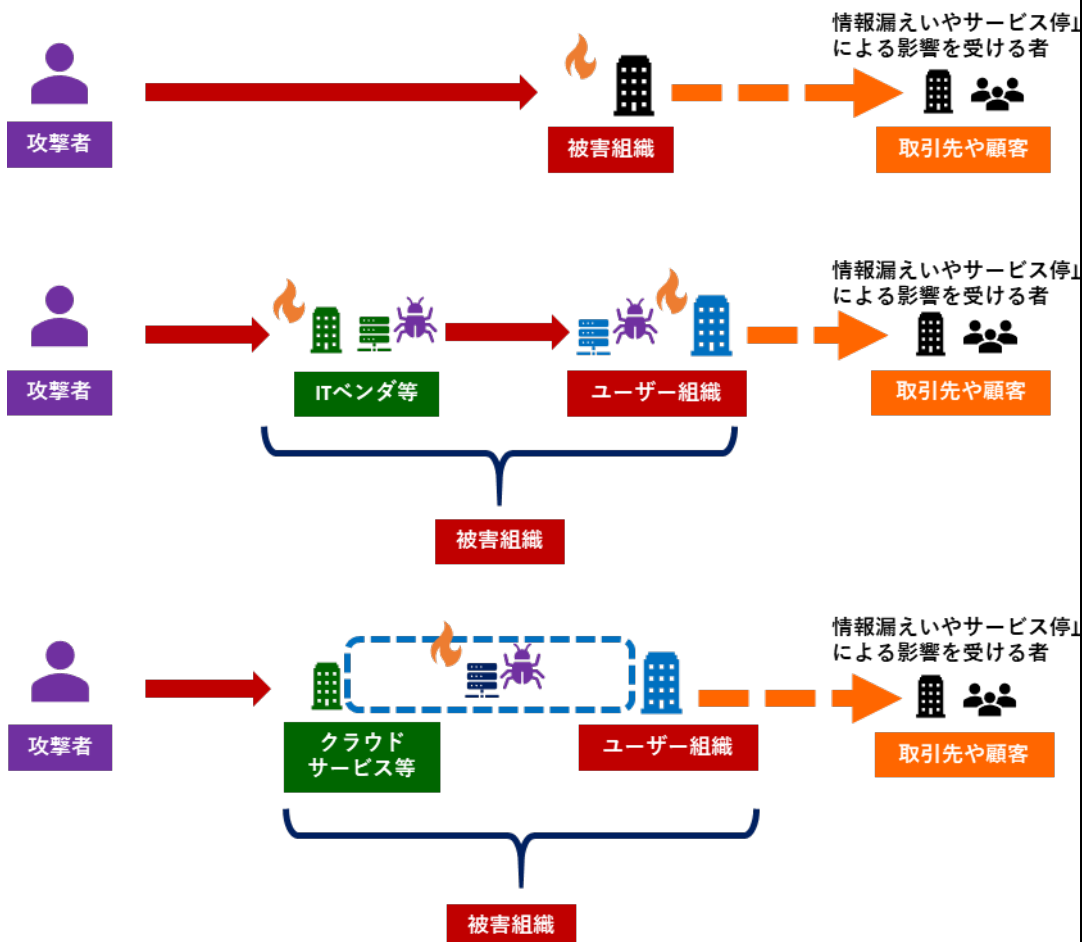 情報漏えいやサービス停止
による影響を受ける者
攻撃者
被害組織
取引先や顧客
情報漏えいやサービス停止
による影響を受ける者
攻撃者
ITベンダ等
ユーザー組織
取引先や顧客
被害組織
情報漏えいやサービス停止
による影響を受ける者
攻撃者
クラウド
サービス等
ユーザー組織
取引先や顧客
被害組織